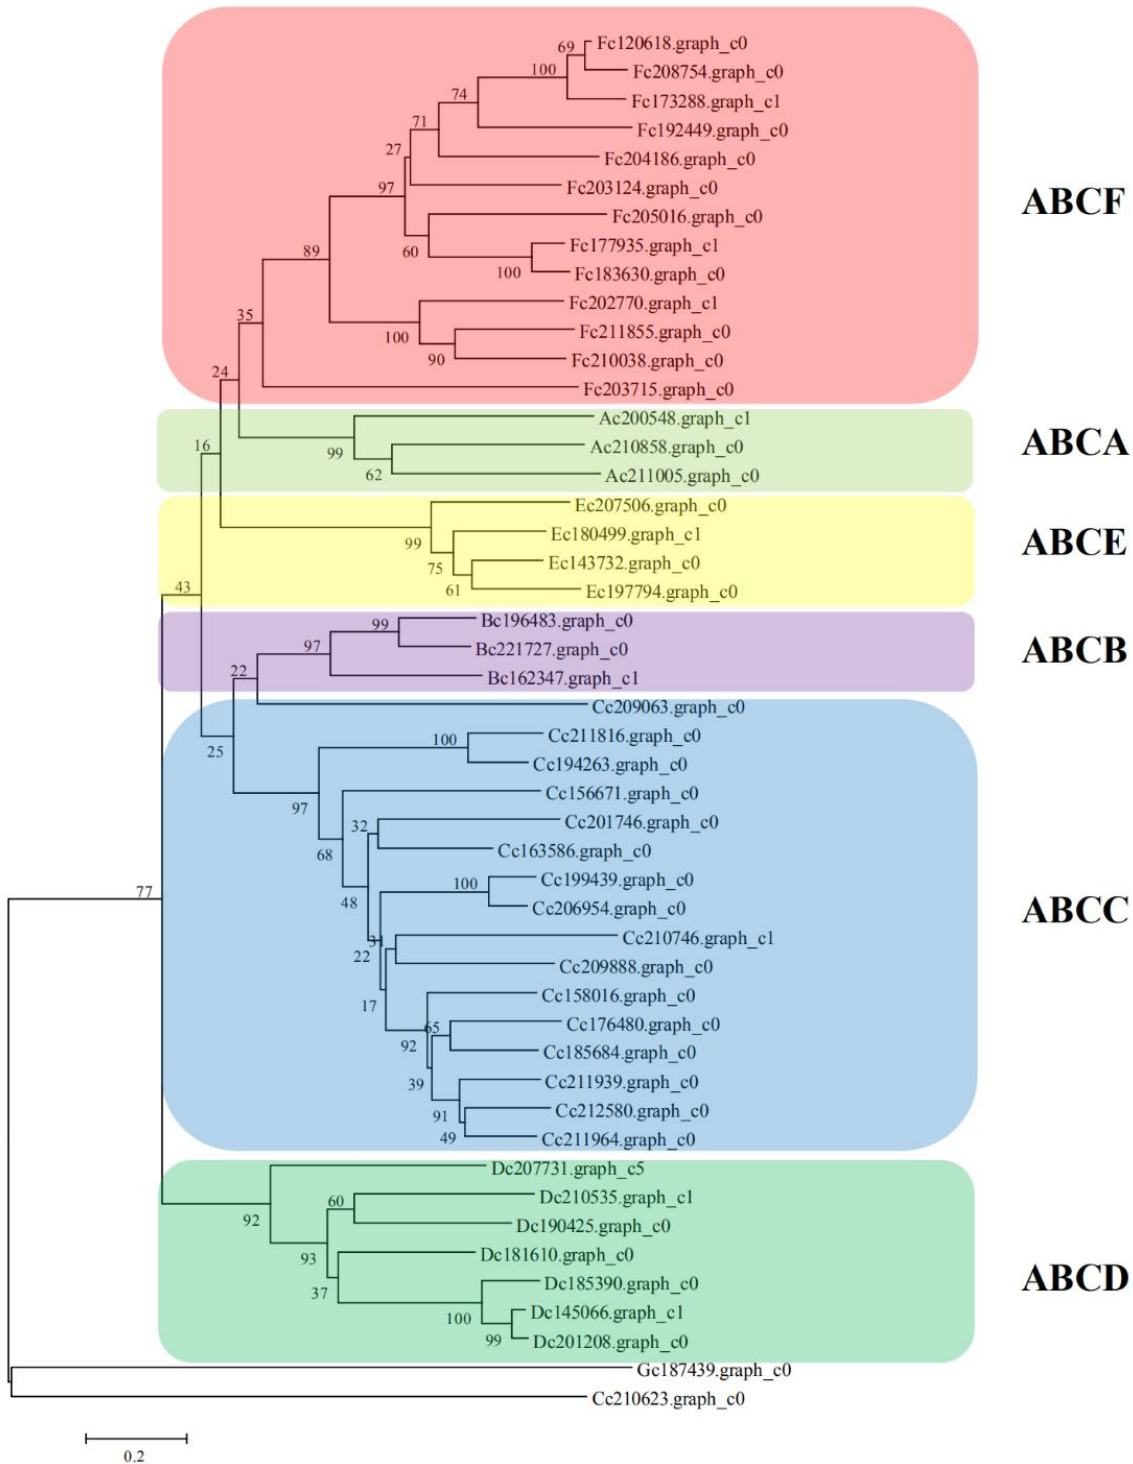 69
Fc120618.graph_c0
100
Fc208754.graph_c0
74
Fc173288.graph_c1
71
Fc192449.graph_c0
27
Fc204186.graph_c0
97
Fc203124.graph_c0
ABCF
Fc205016.graph_c0
60
Fc177935.graph_c1
89
100
Fc183630.graph_c0
Fc202770.graph_c1
35
100
Fc211855.graph_c0
90
Fc210038.graph_c0
24
Fc203715.graph_c0
Ac200548.graph_c1
16
99
Ac210858.graph_c0
ABCA
62
Ac211005.graph_c0
Ec207506.graph_c0
99
Ec180499.graph_c1
ABCE
75
Ec143732.graph_c0
43
61
Ec197794.graph_c0
99
Bc196483.graph_c0
97
Bc221727.graph_c0
ABCB
22
Bc162347.graph_c1
Cc209063.graph_c0
25
100
Cc211816.graph_c0
Cc194263.graph_c0
97
Cc156671.graph_c0
32
Cc201746.graph_c0
68
Cc163586.graph_c0
100
Cc199439.graph_c0
77
48
Cc206954.graph_c0
ABCC
31
Cc210746.graph_c1
22
Cc209888.graph_c0
17
Cc158016.graph_c0
65
Cc176480.graph_c0
92
Cc185684.graph_c0
39
Cc211939.graph_c0
91
Cc212580.graph_c0
49
Cc211964.graph_c0
Dc207731.graph_c5
60
Dc210535.graph_c1
92
Dc190425.graph_c0
93
Dc181610.graph_c0
37
Dc185390.graph_c0
ABCD
100
Dc145066.graph_c1
99
Dc201208.graph_c0
Gc187439.graph_c0
Cc210623.graph_c0
0.2